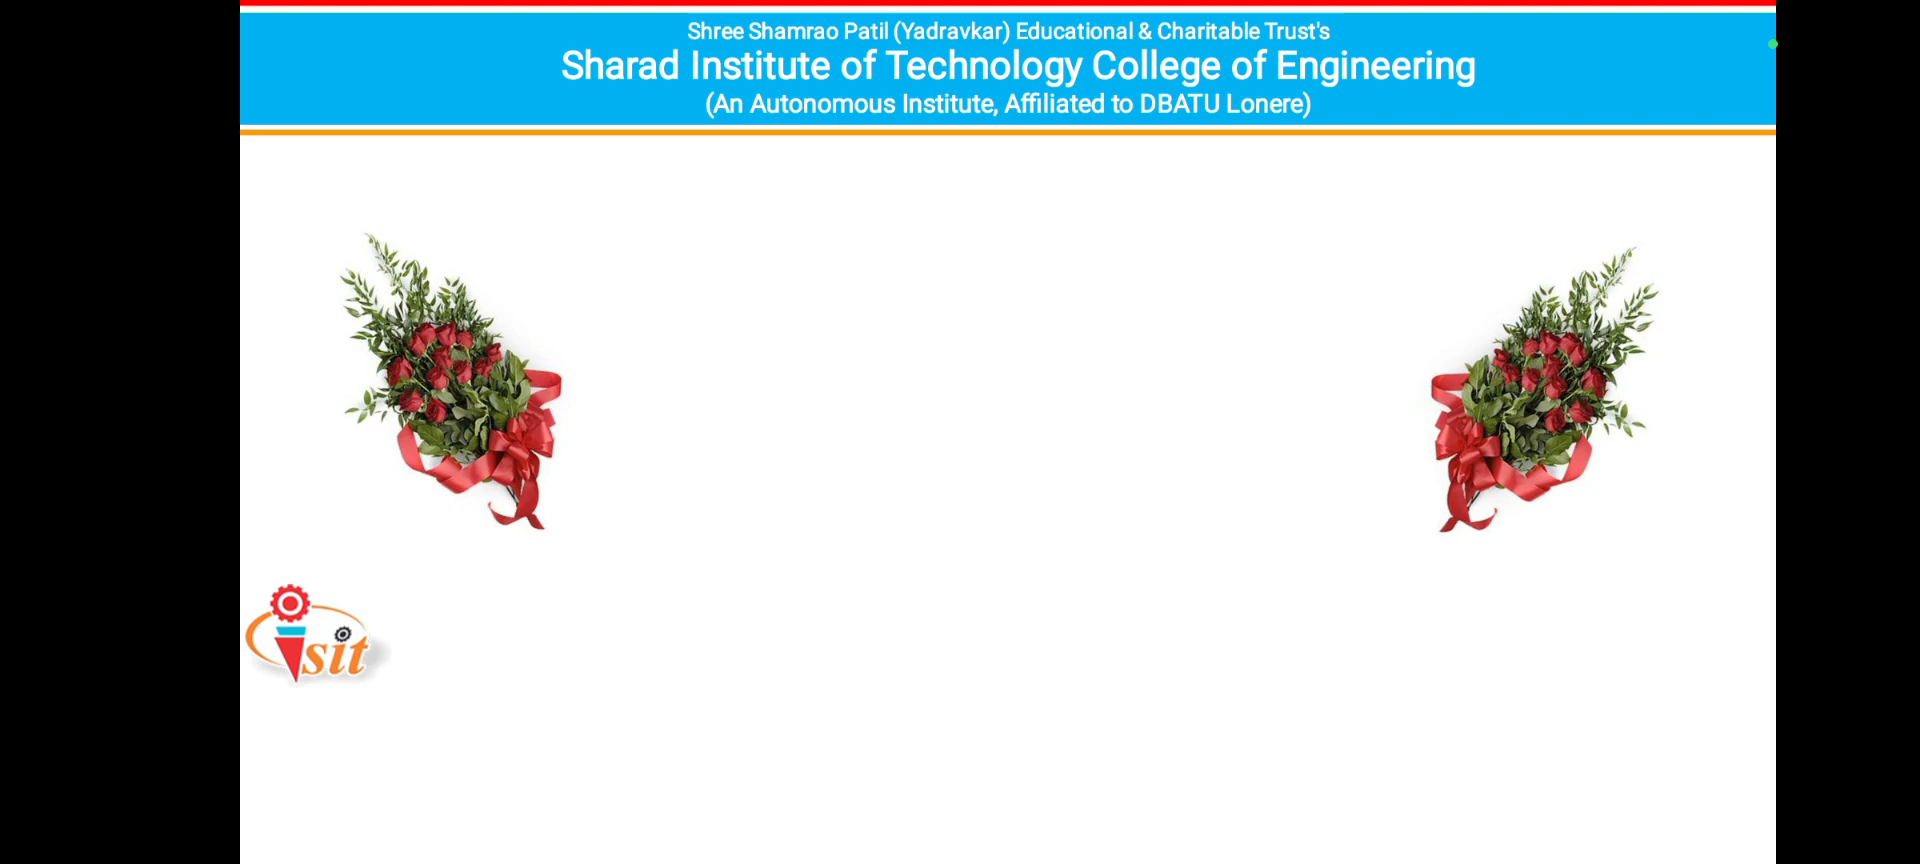 Shree Shamrao Patil (Yadravkar) Educational & Charitable Trust's
Sharad Institute of Technology College of Engineering
(An Autonomous Institute, Affiliated to DBATU Lonere)
sit